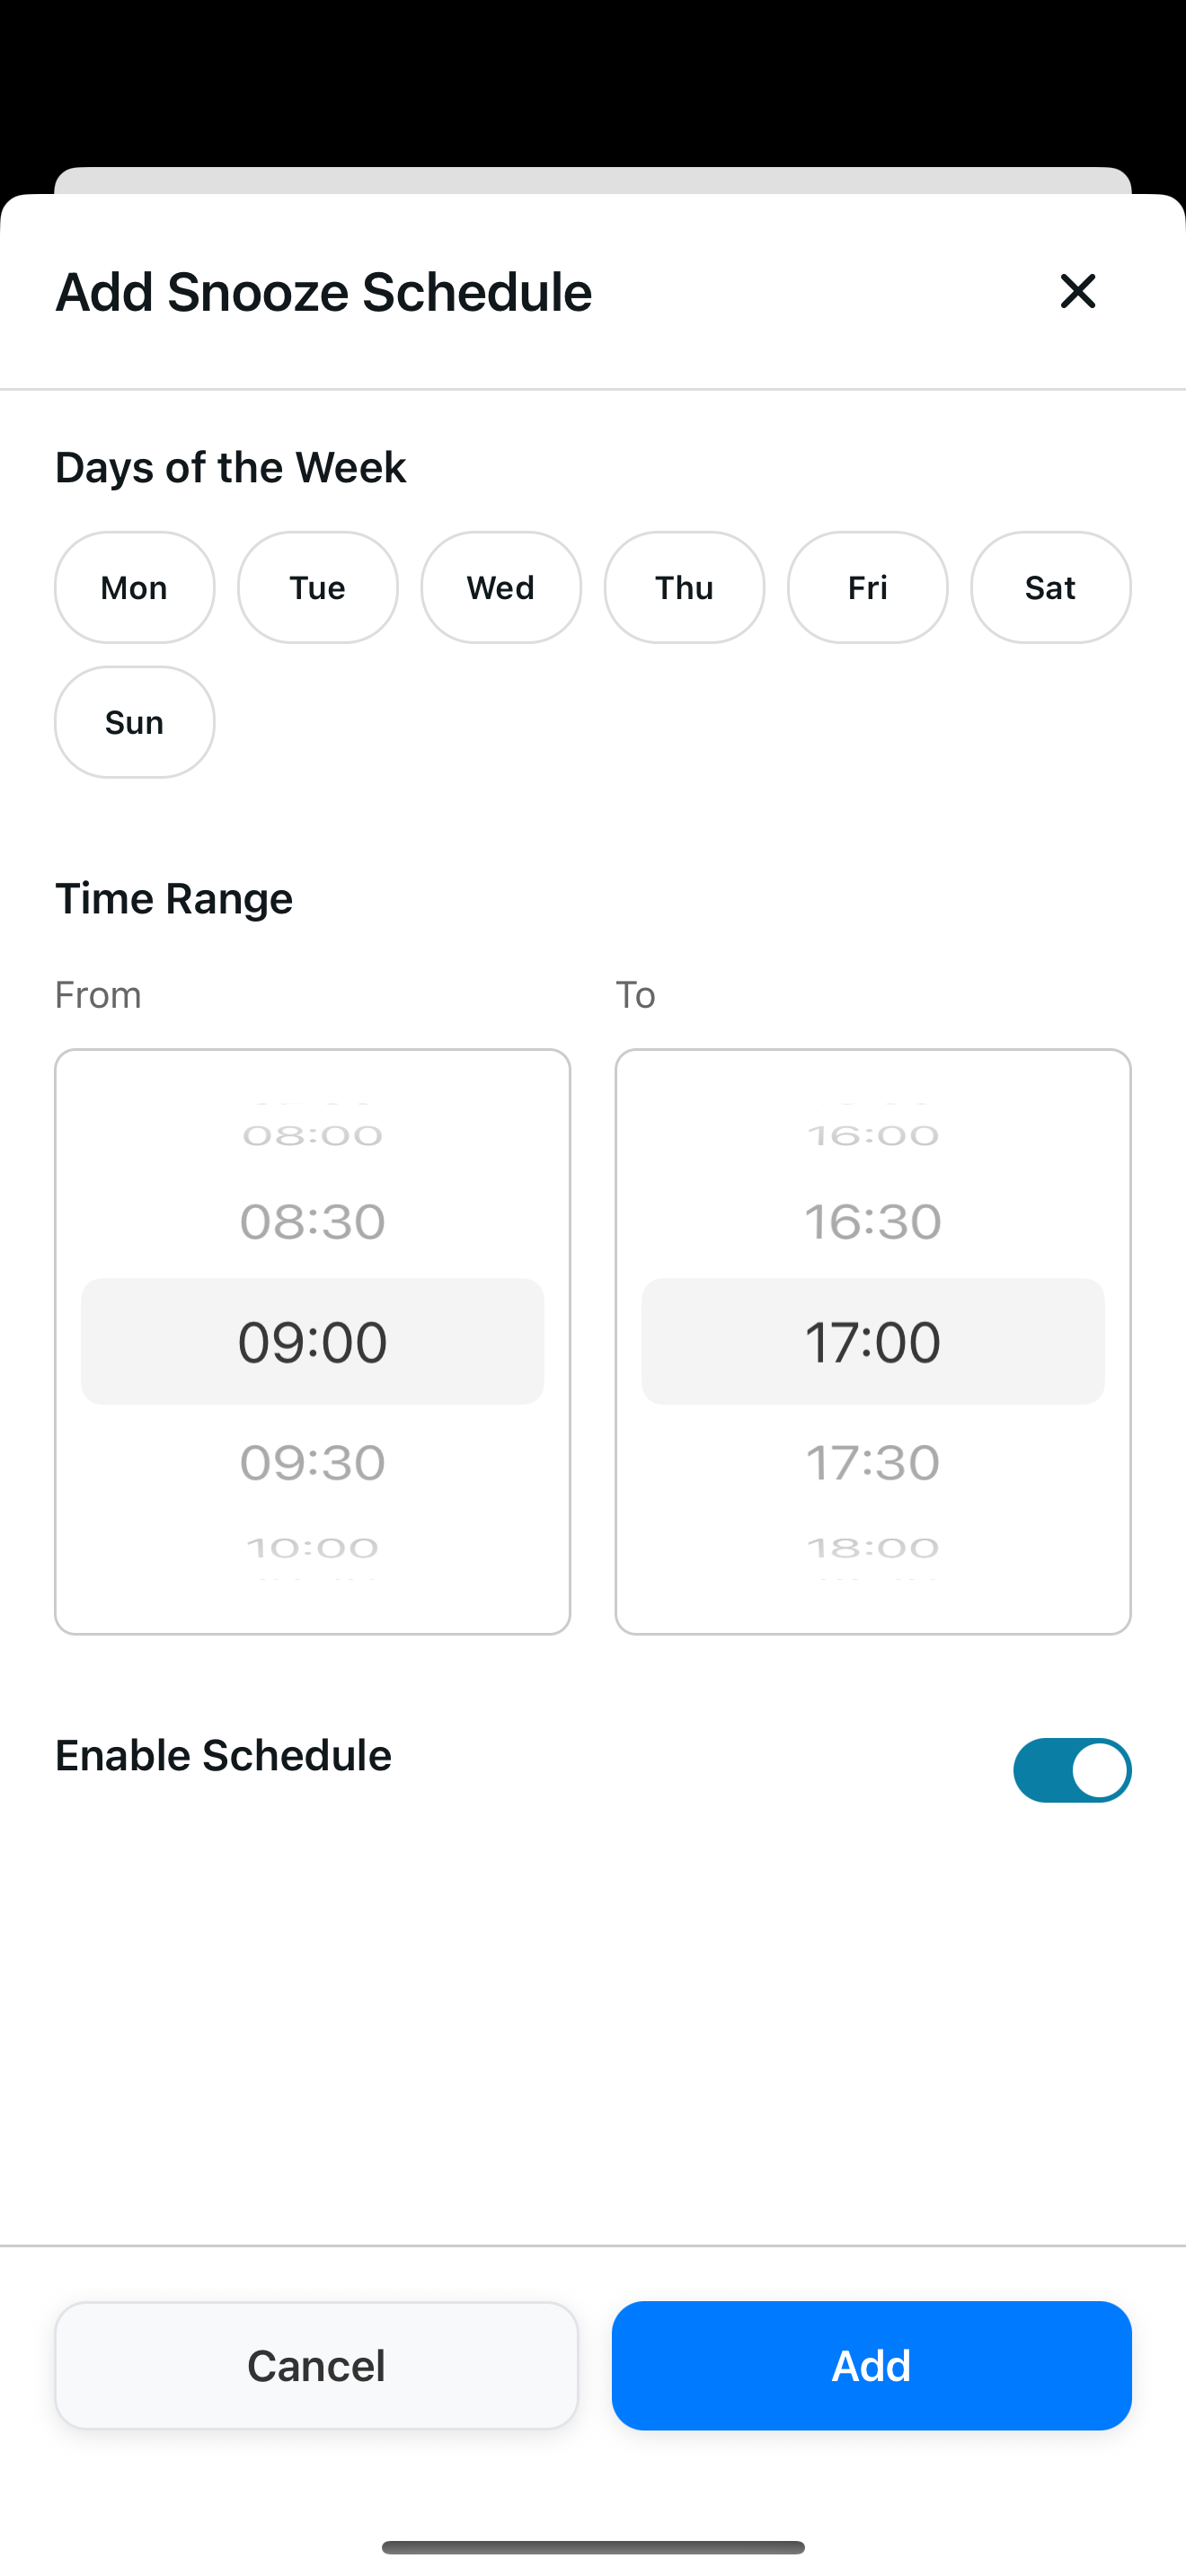 Add Snooze Schedule
Days of the Week
Mon Tue Wed Thu Fri Sat
Sun
Time Range
From To
08:00 16:00
08:30 16:30
09:00 17:00
09:30 17:30
10:00 18:00
Enable Schedule
Cancel Add